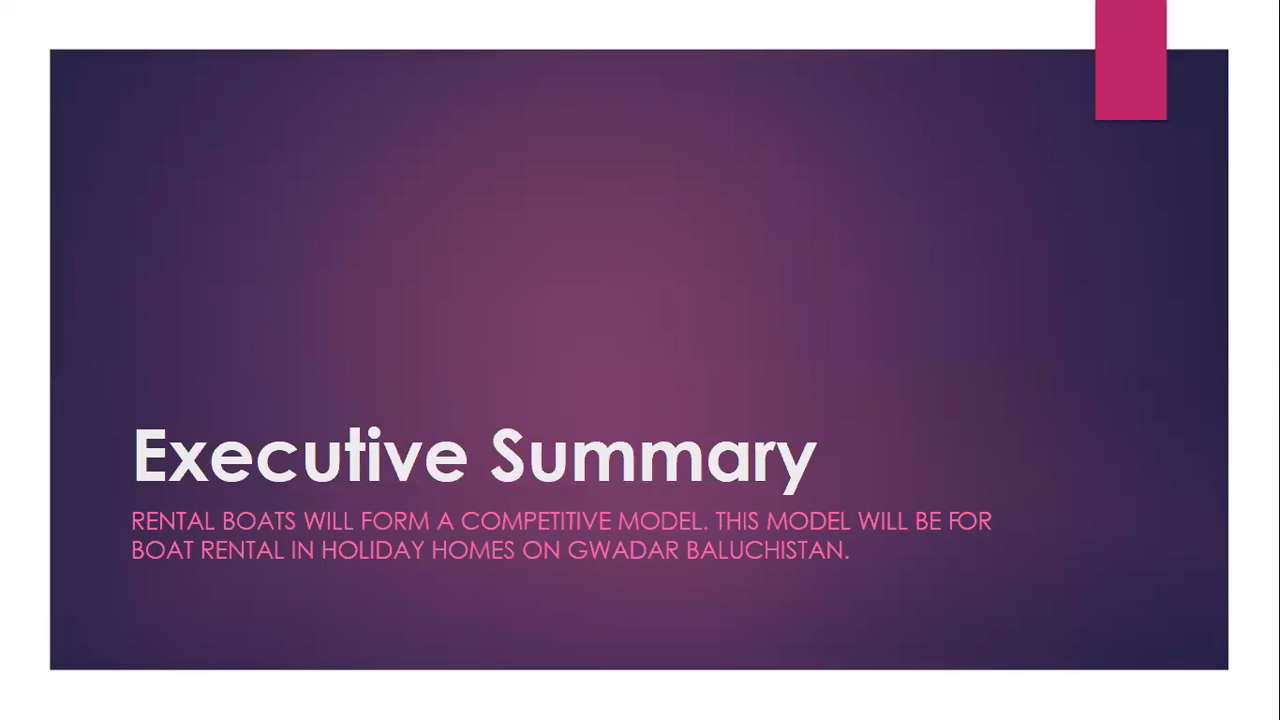 Executive Summary
RENTAL BOATS WILL FORM A COMPETITIVE MODEL. THIS MODEL WILL BE FOR
BOAT RENTAL IN HOLIDAY HOMES ON GWADAR BALUCHISTAN.